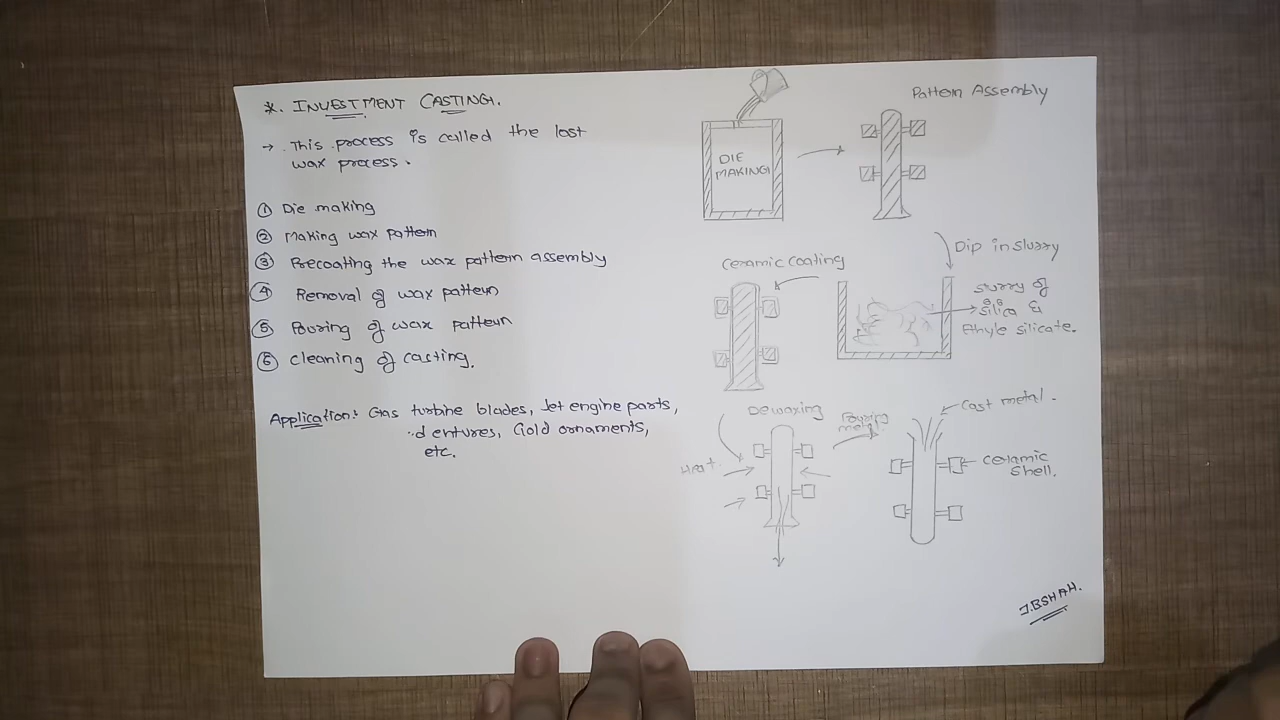 *. INVESTMENT CASTING.
→ This process is called the lost
wax process.
① Die making
② Making wax pattern
③ Precoating the wax pattern assembly
④ Removal of wax pattern
⑤ Pouring of wax pattern
⑥ cleaning of casting.
Application: Gas turbine blades, Jet engine parts,
dentures, Gold ornaments,
etc.
Pattern Assembly
DIE
MAKING
Dip in slurry
Ceramic coating
slurry of
silica &
Ethyle silicate.
Dewaxing
Pouring
metal
Cast metal.
Heat.
ceramic
shell.
J.B SHAH.